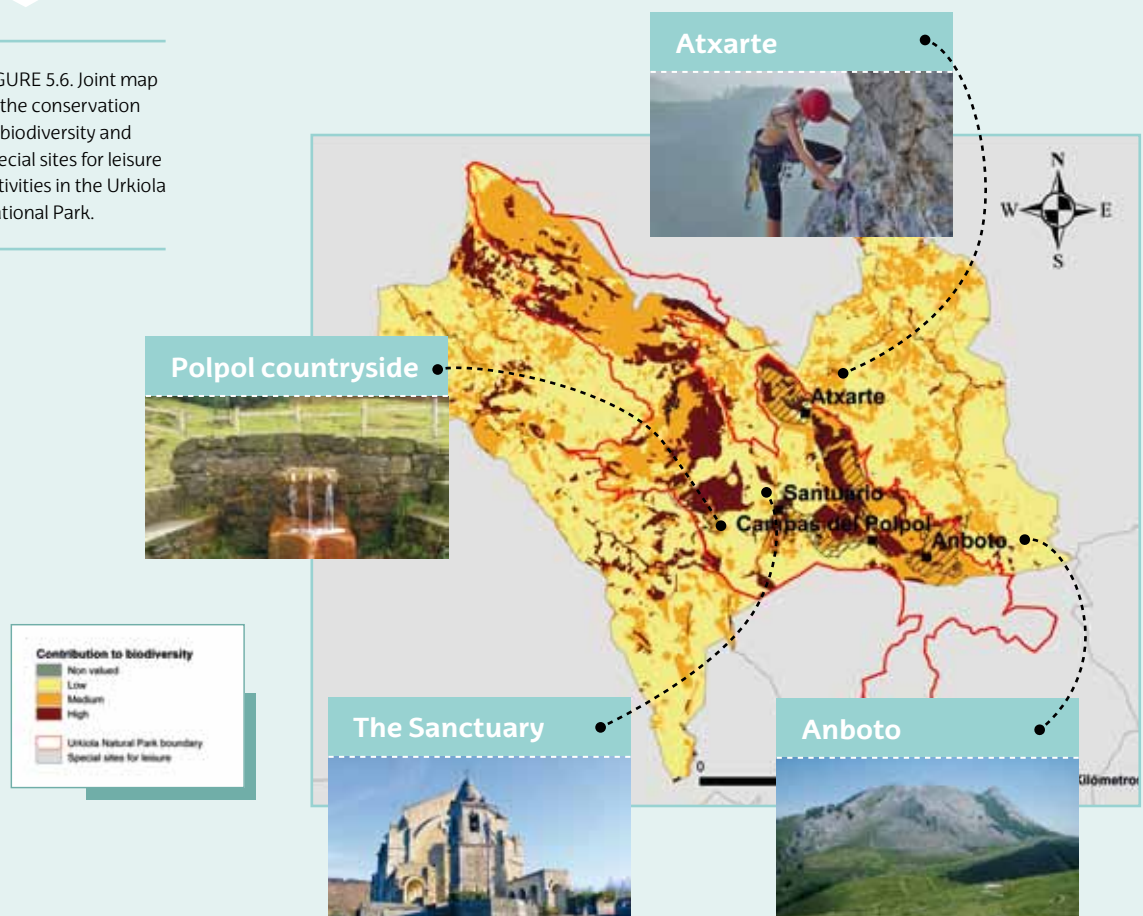 GURE 5.6. Joint map
the conservation
biodiversity and
ecial sites for leisure
tivities in the Urkiola
ational Park.
Atxarte
N
W
E
S
Polpol countryside
Atxarte
Santuario
Campas del Polpol
Anboto
Contribution to biodiversity
Non valued
Low
Medium
High
Urkiola Natural Park boundary
Special sites for leisure
The Sanctuary
Anboto
0
Kilómetros